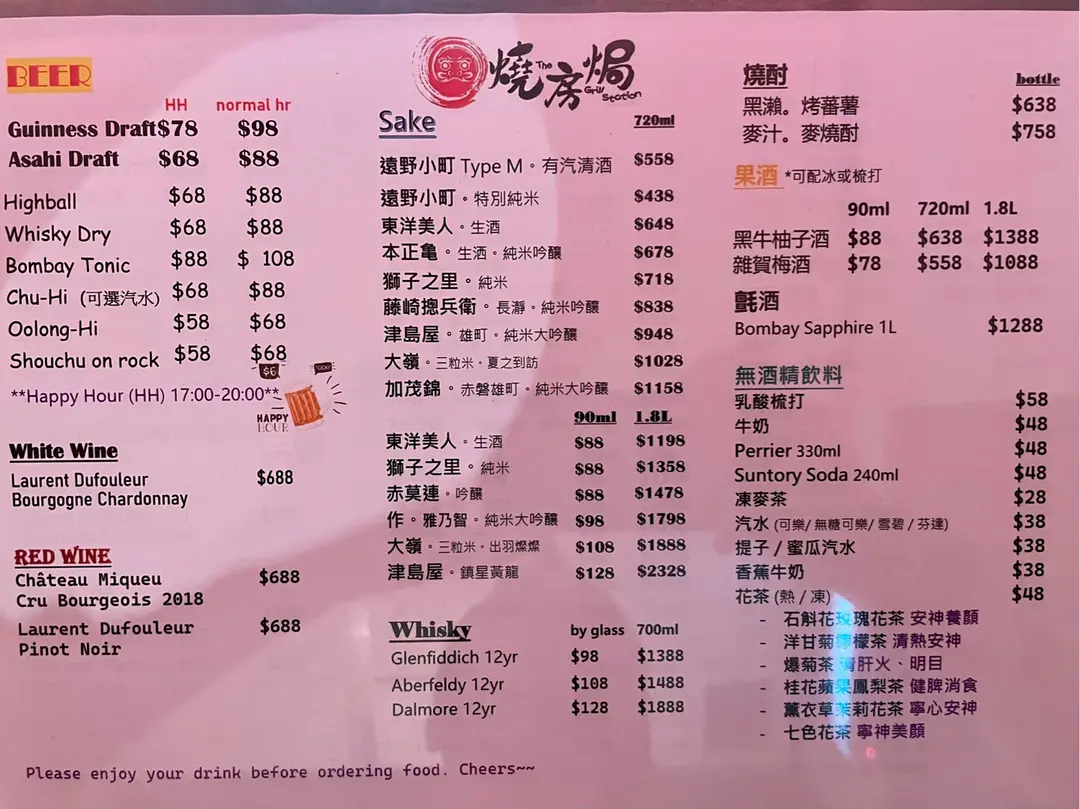 燒房焗
The
Grill Station
BEER
HH normal hr
Guinness Draft $78 $98
Asahi Draft $68 $88
Highball $68 $88
Whisky Dry $68 $88
Bombay Tonic $88 $ 108
Chu-Hi (可選汽水) $68 $88
Oolong-Hi $58 $68
Shouchu on rock $58 $68
**Happy Hour (HH) 17:00-20:00**
HAPPY
HOUR
White Wine
Laurent Dufouleur $688
Bourgogne Chardonnay
RED WINE
Château Miqueu $688
Cru Bourgeois 2018
Laurent Dufouleur $688
Pinot Noir
Sake 720ml
遠野小町 Type M。有汽清酒 $558
遠野小町。特別純米 $438
東洋美人。生酒 $648
本正亀。生洒。純米吟釀 $678
獅子之里。純米 $718
藤崎摠兵衛。長瀞。純米吟釀 $838
津島屋。雄町。純米大吟釀 $948
大嶺。三粒米。夏之到訪 $1028
加茂錦。赤磐雄町。純米大吟釀 $1158
90ml 1.8L
東洋美人。生酒 $88 $1198
獅子之里。純米 $88 $1358
赤莫連。吟釀 $88 $1478
作。雅乃智。純米大吟釀 $98 $1798
大嶺。三粒米。出羽燦燦 $108 $1888
津島屋。鎮星黃龍 $128 $2328
Whisky by glass 700ml
Glenfiddich 12yr $98 $1388
Aberfeldy 12yr $108 $1488
Dalmore 12yr $128 $1888
燒酎 bottle
黑瀨。烤蕃薯 $638
麥汁。麥燒酎 $758
果酒 *可配冰或梳打
90ml 720ml 1.8L
黑牛柚子酒 $88 $638 $1388
雜賀梅酒 $78 $558 $1088
氈酒
Bombay Sapphire 1L $1288
無酒精飲料
乳酸梳打 $58
牛奶 $48
Perrier 330ml $48
Suntory Soda 240ml $48
凍麥茶 $28
汽水 (可樂/ 無糖可樂/ 雪碧 / 芬達) $38
提子 / 蜜瓜汽水 $38
香蕉牛奶 $38
花茶 (熱 / 凍) $48
- 石斛花玫瑰花茶 安神養顏
- 洋甘菊檸檬茶 清熱安神
- 爆菊茶 清肝火、明目
- 桂花蘋果鳳梨茶 健脾消食
- 薰衣草茉莉花茶 寧心安神
- 七色花茶 寧神美顏
Please enjoy your drink before ordering food. Cheers~~